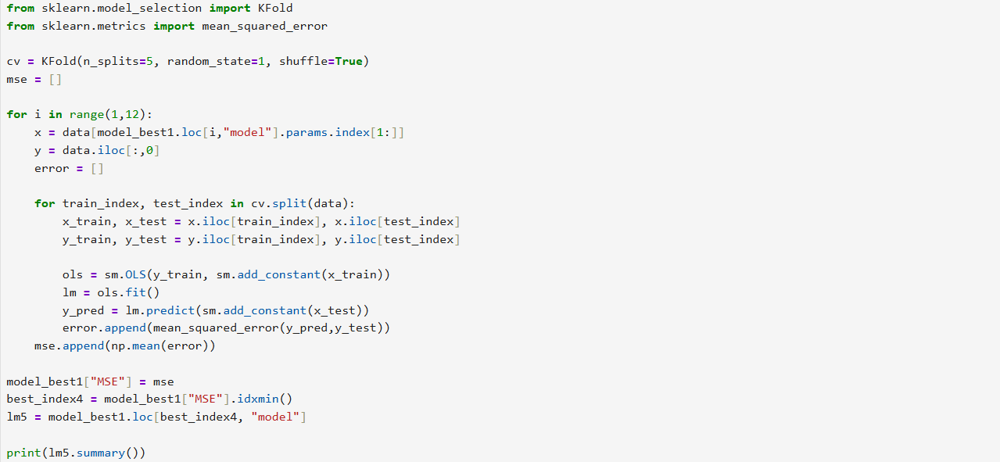 from sklearn.model_selection import KFold
from sklearn.metrics import mean_squared_error

cv = KFold(n_splits=5, random_state=1, shuffle=True)
mse = []

for i in range(1,12):
    x = data[model_best1.loc[i,"model"].params.index[1:]]
    y = data.iloc[:,0]
    error = []

    for train_index, test_index in cv.split(data):
        x_train, x_test = x.iloc[train_index], x.iloc[test_index]
        y_train, y_test = y.iloc[train_index], y.iloc[test_index]

        ols = sm.OLS(y_train, sm.add_constant(x_train))
        lm = ols.fit()
        y_pred = lm.predict(sm.add_constant(x_test))
        error.append(mean_squared_error(y_pred,y_test))
    mse.append(np.mean(error))

model_best1["MSE"] = mse
best_index4 = model_best1["MSE"].idxmin()
lm5 = model_best1.loc[best_index4, "model"]

print(lm5.summary())